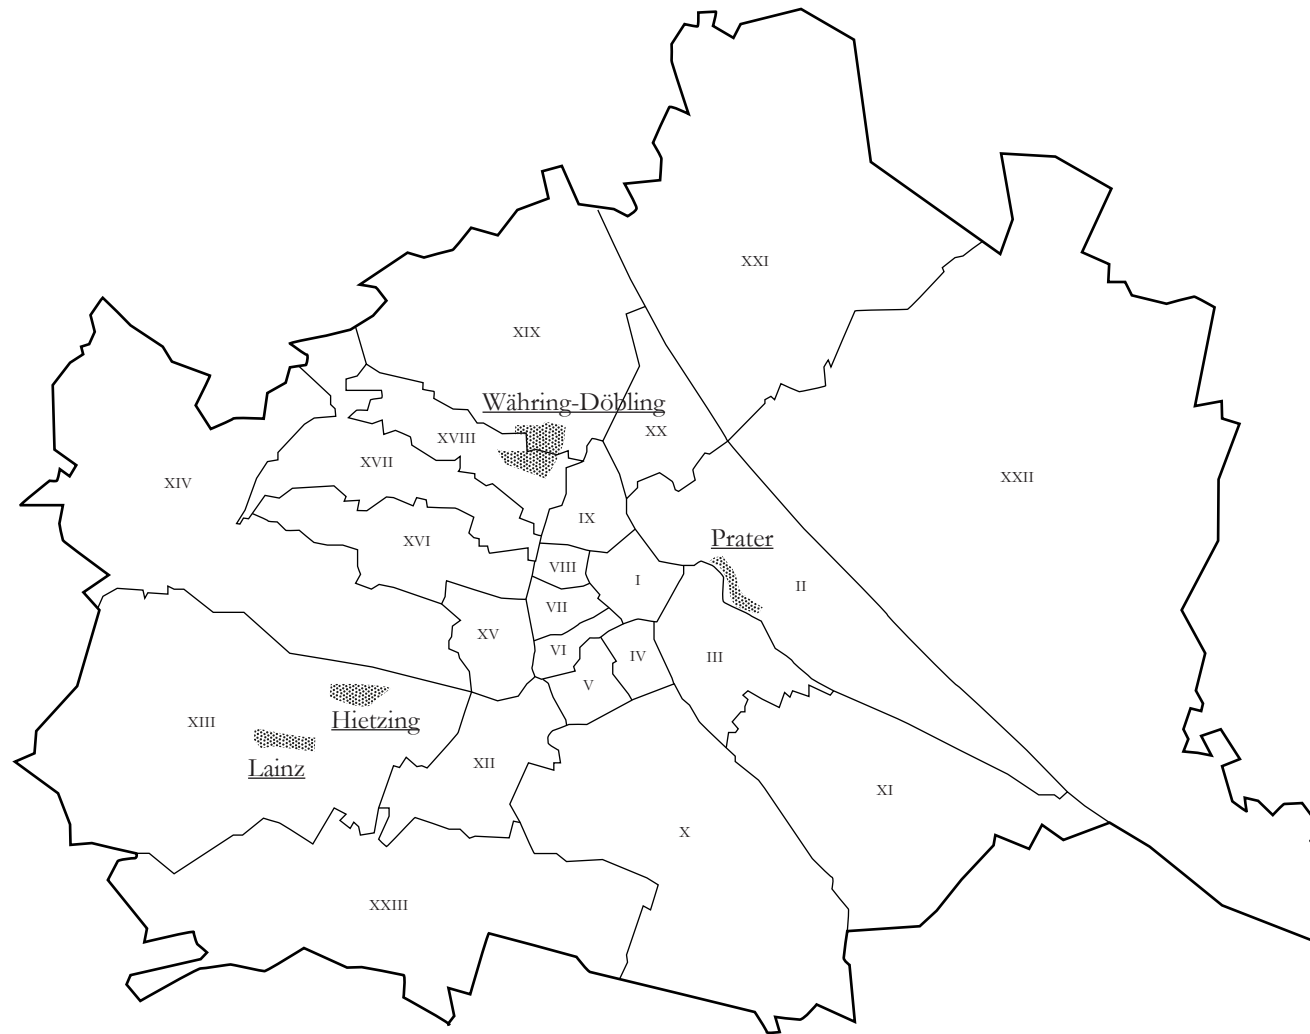 XXI
XIX
Währing-Döbling
XX
XVIII
XVII
XIV
XXII
IX
XVI
Prater
VIII
I
II
VII
XV
VI
IV
III
V
XIII
Hietzing
Lainz
XII
XI
X
XXIII